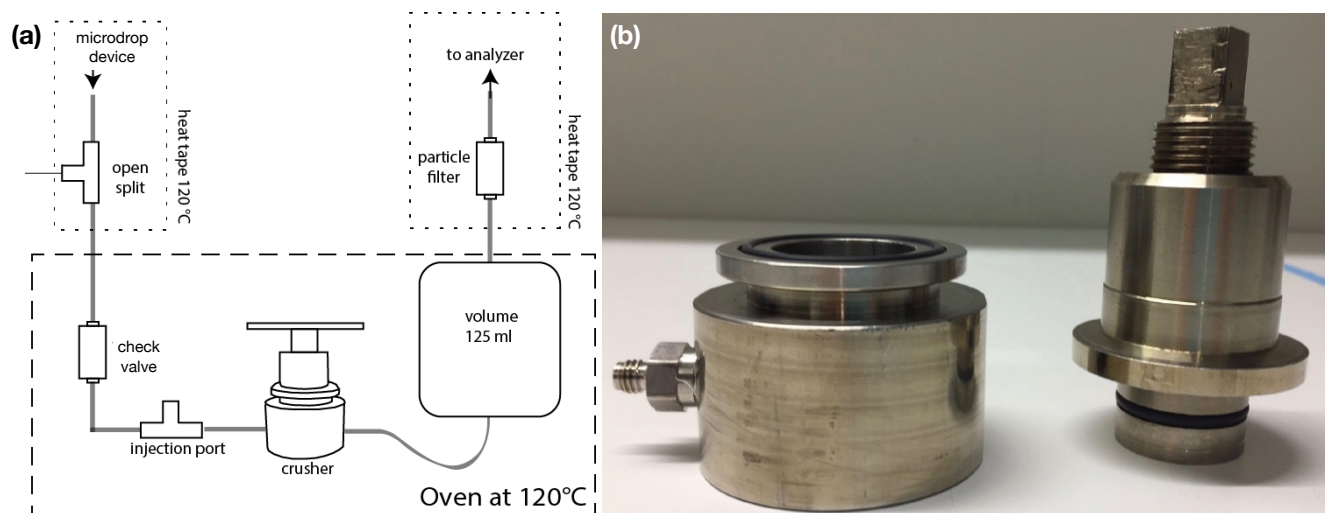 (a)
microdrop
device
to analyzer
heat tape 120 °C
heat tape 120 °C
open
split
particle
filter
volume
125 ml
check
valve
injection port
crusher
Oven at 120°C
(b)